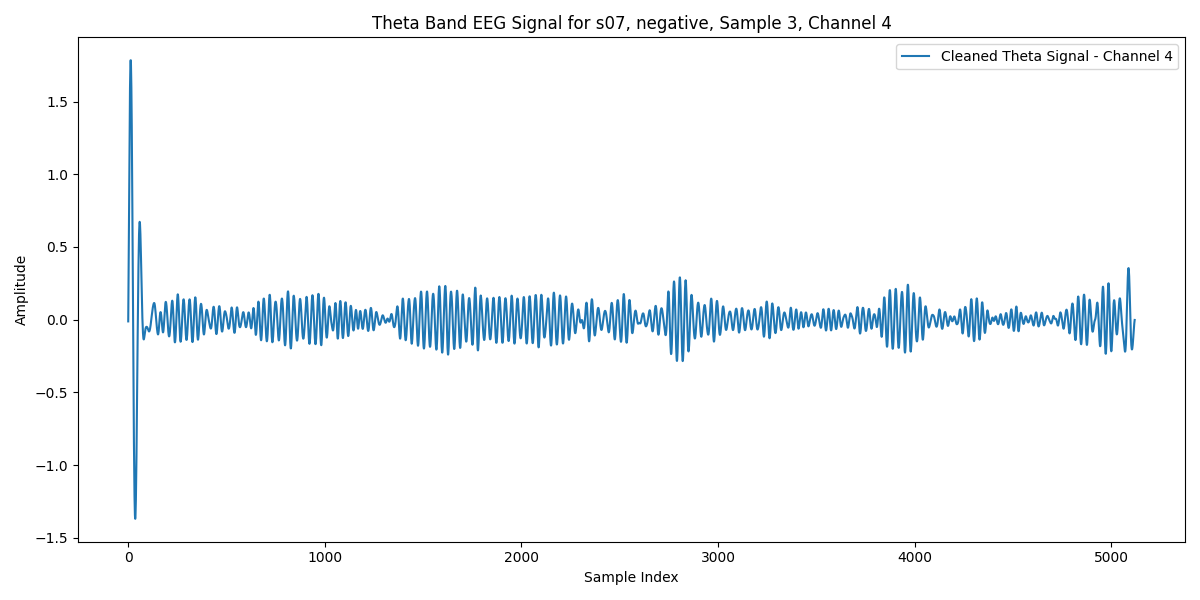 Theta Band EEG Signal for s07, negative, Sample 3, Channel 4
Cleaned Theta Signal - Channel 4
Amplitude
1.5
1.0
0.5
0.0
−0.5
−1.0
−1.5
0 1000 2000 3000 4000 5000
Sample Index